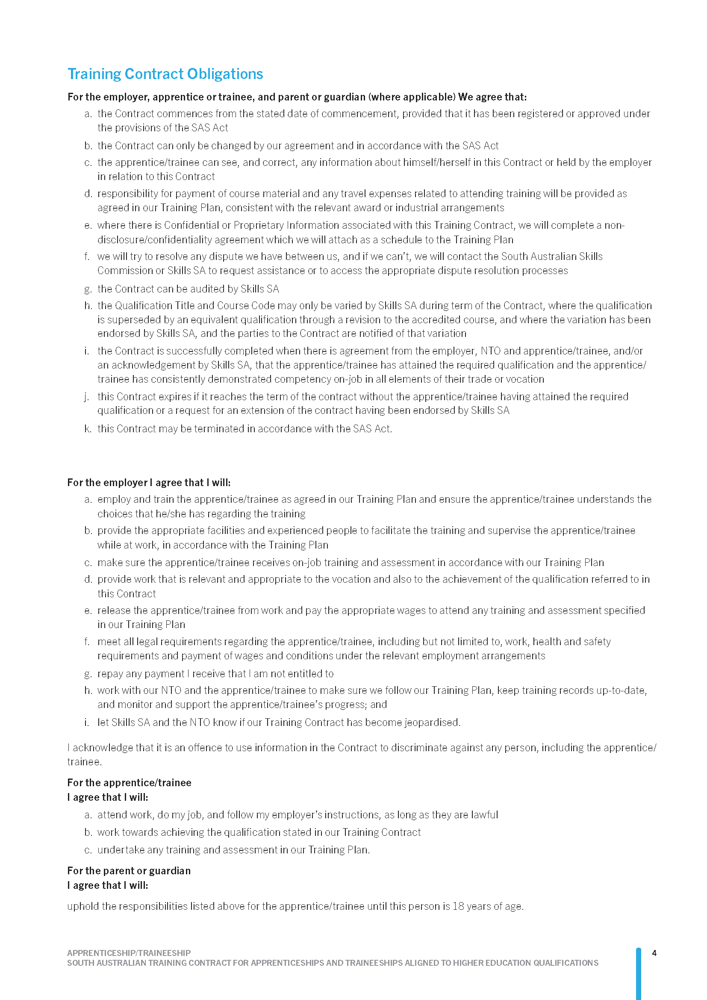 Training Contract Obligations
For the employer, apprentice or trainee, and parent or guardian (where applicable) We agree that:
a. the Contract commences from the stated date of commencement, provided that it has been registered or approved under
the provisions of the SAS Act
b. the Contract can only be changed by our agreement and in accordance with the SAS Act
c. the apprentice/trainee can see, and correct, any information about himself/herself in this Contract or held by the employer
in relation to this Contract
d. responsibility for payment of course material and any travel expenses related to attending training will be provided as
agreed in our Training Plan, consistent with the relevant award or industrial arrangements
e. where there is Confidential or Proprietary Information associated with this Training Contract, we will complete a non-
disclosure/confidentiality agreement which we will attach as a schedule to the Training Plan
f. we will try to resolve any dispute we have between us, and if we can’t, we will contact the South Australian Skills
Commission or Skills SA to request assistance or to access the appropriate dispute resolution processes
g. the Contract can be audited by Skills SA
h. the Qualification Title and Course Code may only be varied by Skills SA during term of the Contract, where the qualification
is superseded by an equivalent qualification through a revision to the accredited course, and where the variation has been
endorsed by Skills SA, and the parties to the Contract are notified of that variation
i. the Contract is successfully completed when there is agreement from the employer, NTO and apprentice/trainee, and/or
an acknowledgement by Skills SA, that the apprentice/trainee has attained the required qualification and the apprentice/
trainee has consistently demonstrated competency on-job in all elements of their trade or vocation
j. this Contract expires if it reaches the term of the contract without the apprentice/trainee having attained the required
qualification or a request for an extension of the contract having been endorsed by Skills SA
k. this Contract may be terminated in accordance with the SAS Act.
For the employer I agree that I will:
a. employ and train the apprentice/trainee as agreed in our Training Plan and ensure the apprentice/trainee understands the
choices that he/she has regarding the training
b. provide the appropriate facilities and experienced people to facilitate the training and supervise the apprentice/trainee
while at work, in accordance with the Training Plan
c. make sure the apprentice/trainee receives on-job training and assessment in accordance with our Training Plan
d. provide work that is relevant and appropriate to the vocation and also to the achievement of the qualification referred to in
this Contract
e. release the apprentice/trainee from work and pay the appropriate wages to attend any training and assessment specified
in our Training Plan
f. meet all legal requirements regarding the apprentice/trainee, including but not limited to, work, health and safety
requirements and payment of wages and conditions under the relevant employment arrangements
g. repay any payment I receive that I am not entitled to
h. work with our NTO and the apprentice/trainee to make sure we follow our Training Plan, keep training records up-to-date,
and monitor and support the apprentice/trainee’s progress; and
i. let Skills SA and the NTO know if our Training Contract has become jeopardised.
I acknowledge that it is an offence to use information in the Contract to discriminate against any person, including the apprentice/
trainee.
For the apprentice/trainee
I agree that I will:
a. attend work, do my job, and follow my employer’s instructions, as long as they are lawful
b. work towards achieving the qualification stated in our Training Contract
c. undertake any training and assessment in our Training Plan.
For the parent or guardian
I agree that I will:
uphold the responsibilities listed above for the apprentice/trainee until this person is 18 years of age.
APPRENTICESHIP/TRAINEESHIP
SOUTH AUSTRALIAN TRAINING CONTRACT FOR APPRENTICESHIPS AND TRAINEESHIPS ALIGNED TO HIGHER EDUCATION QUALIFICATIONS
4